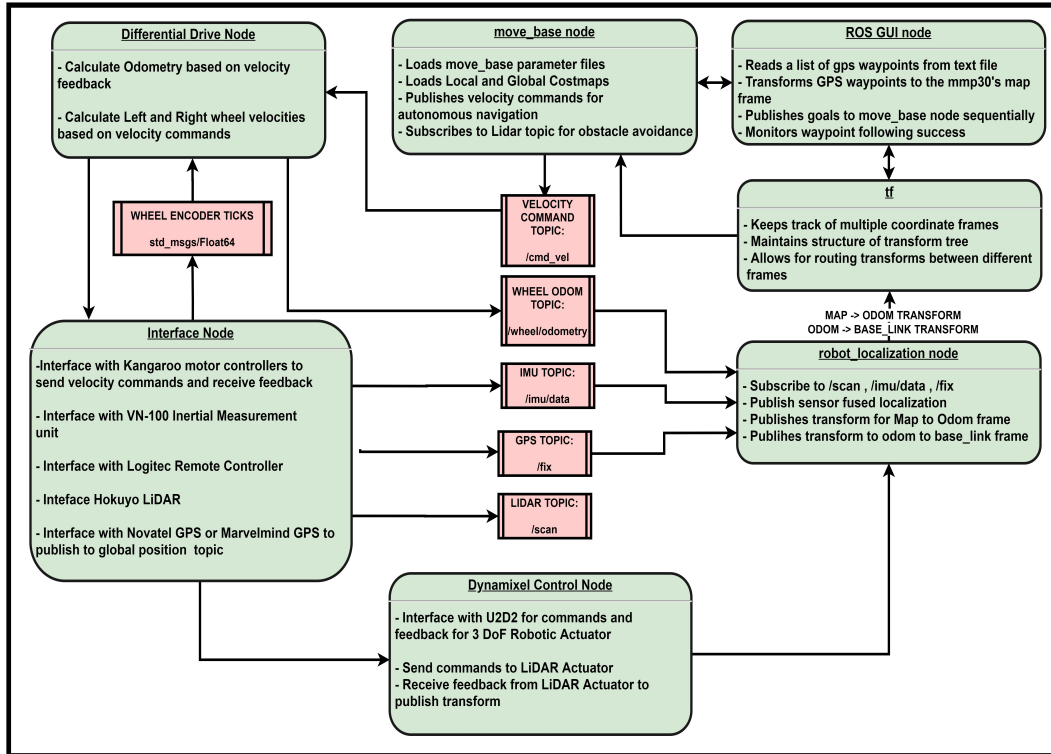 Differential Drive Node
- Calculate Odometry based on velocity
feedback
- Calculate Left and Right wheel velocities
based on velocity commands
move_base node
- Loads move_base parameter files
- Loads Local and Global Costmaps
- Publishes velocity commands for
autonomous navigation
- Subscribes to Lidar topic for obstacle avoidance
ROS GUI node
- Reads a list of gps waypoints from text file
- Transforms GPS waypoints to the mmp30's map
frame
- Publishes goals to move_base node sequentially
- Monitors waypoint following success
WHEEL ENCODER TICKS
std_msgs/Float64
VELOCITY
COMMAND
TOPIC:
/cmd_vel
tf
- Keeps track of multiple coordinate frames
- Maintains structure of transform tree
- Allows for routing transforms between different
frames
WHEEL ODOM
TOPIC:
/wheel/odometry
MAP -> ODOM TRANSFORM
ODOM -> BASE_LINK TRANSFORM
Interface Node
-Interface with Kangaroo motor controllers to
send velocity commands and receive feedback
- Interface with VN-100 Inertial Measurement
unit
- Interface with Logitec Remote Controller
- Inteface Hokuyo LiDAR
- Interface with Novatel GPS or Marvelmind GPS to
publish to global position topic
IMU TOPIC:
/imu/data
GPS TOPIC:
/fix
LIDAR TOPIC:
/scan
robot_localization node
- Subscribe to /scan , /imu/data , /fix
- Publish sensor fused localization
- Publishes transform for Map to Odom frame
- Publihes transform to odom to base_link frame
Dynamixel Control Node
- Interface with U2D2 for commands and
feedback for 3 DoF Robotic Actuator
- Send commands to LiDAR Actuator
- Receive feedback from LiDAR Actuator to
publish transform